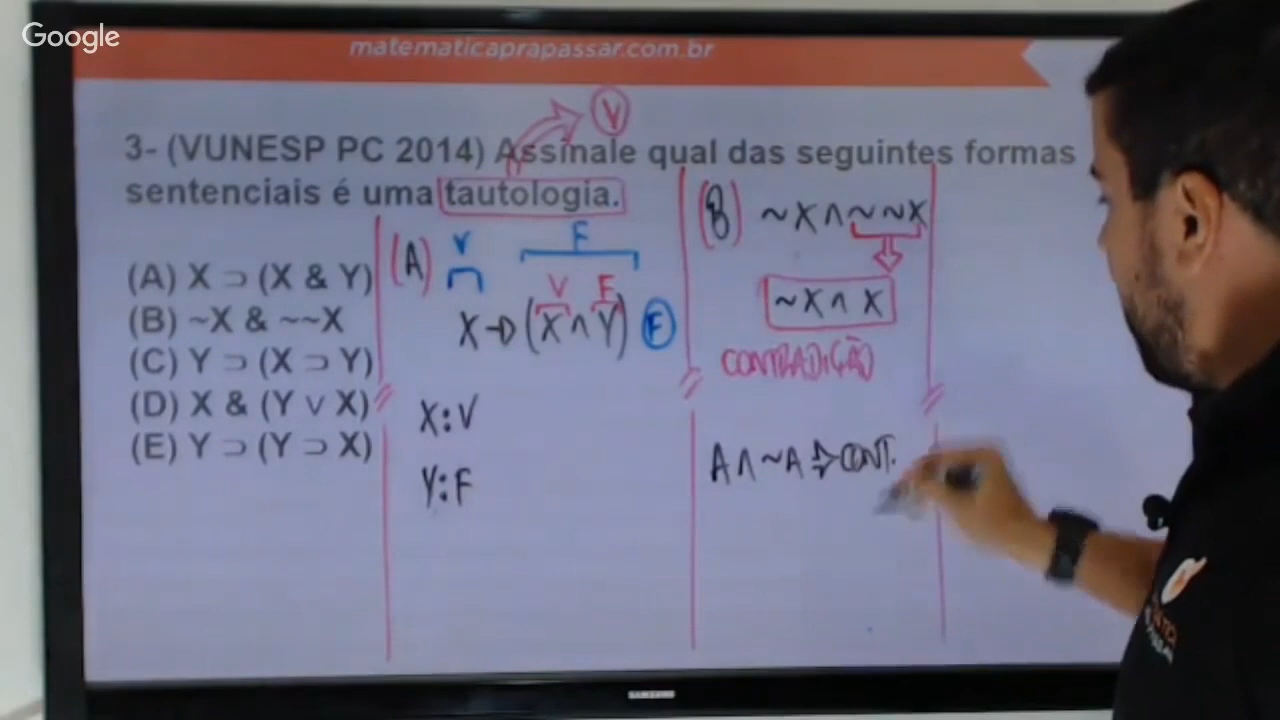 Google
matematicaprapassar.com.br
3- (VUNESP PC 2014) Assinale qual das seguintes formas
sentenciais é uma tautologia.
V
(A) X ⊃ (X & Y)
(B) ~X & ~~X
(C) Y ⊃ (X ⊃ Y)
(D) X & (Y v X)
(E) Y ⊃ (Y ⊃ X)
(A)
V
F
V F
X → (X ∧ Y) F
X: V
Y: F
(B) ~X ∧ ~~X
~X ∧ X
CONTRADIÇÃO
A ∧ ~A ⇒ CONT.
SAMSUNG